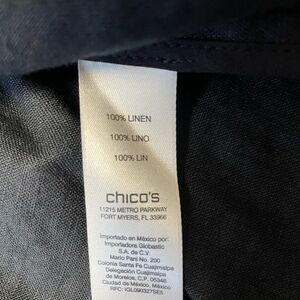 100% LINEN
100% LINO
100% LIN
chico's
11215 METRO PARKWAY
FORT MYERS, FL 33966
Importado en México por:
Importadora Globastic
S.A. de C.V.
Mario Pani No. 200
Colonia Santa Fé Cuajimalpa
Delegación Cuajimalpa
de Morelos, C.P. 05348
Ciudad de México, México
RFC: IGL090327SE5